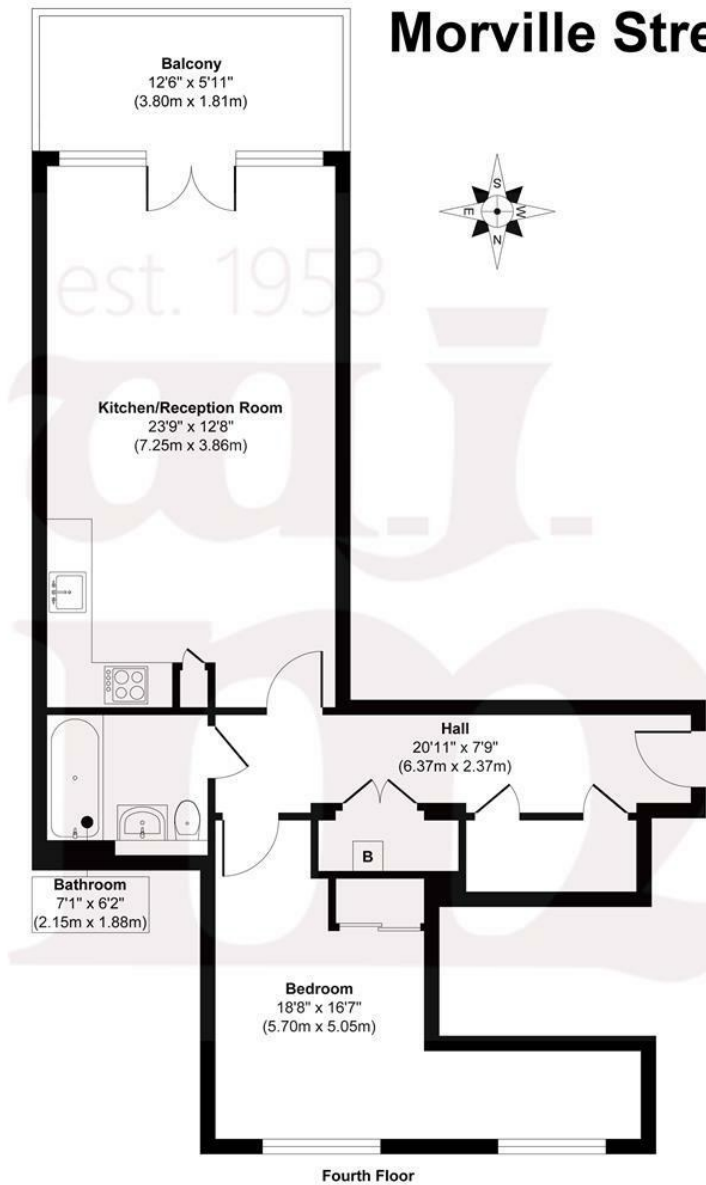 Morville Stre
Balcony
12'6" x 5'11"
(3.80m x 1.81m)
S
E
W
N
est. 1953
w.j.
Kitchen/Reception Room
23'9" x 12'8"
(7.25m x 3.86m)
Hall
20'11" x 7'9"
(6.37m x 2.37m)
B
Bathroom
7'1" x 6'2"
(2.15m x 1.88m)
Bedroom
18'8" x 16'7"
(5.70m x 5.05m)
Fourth Floor